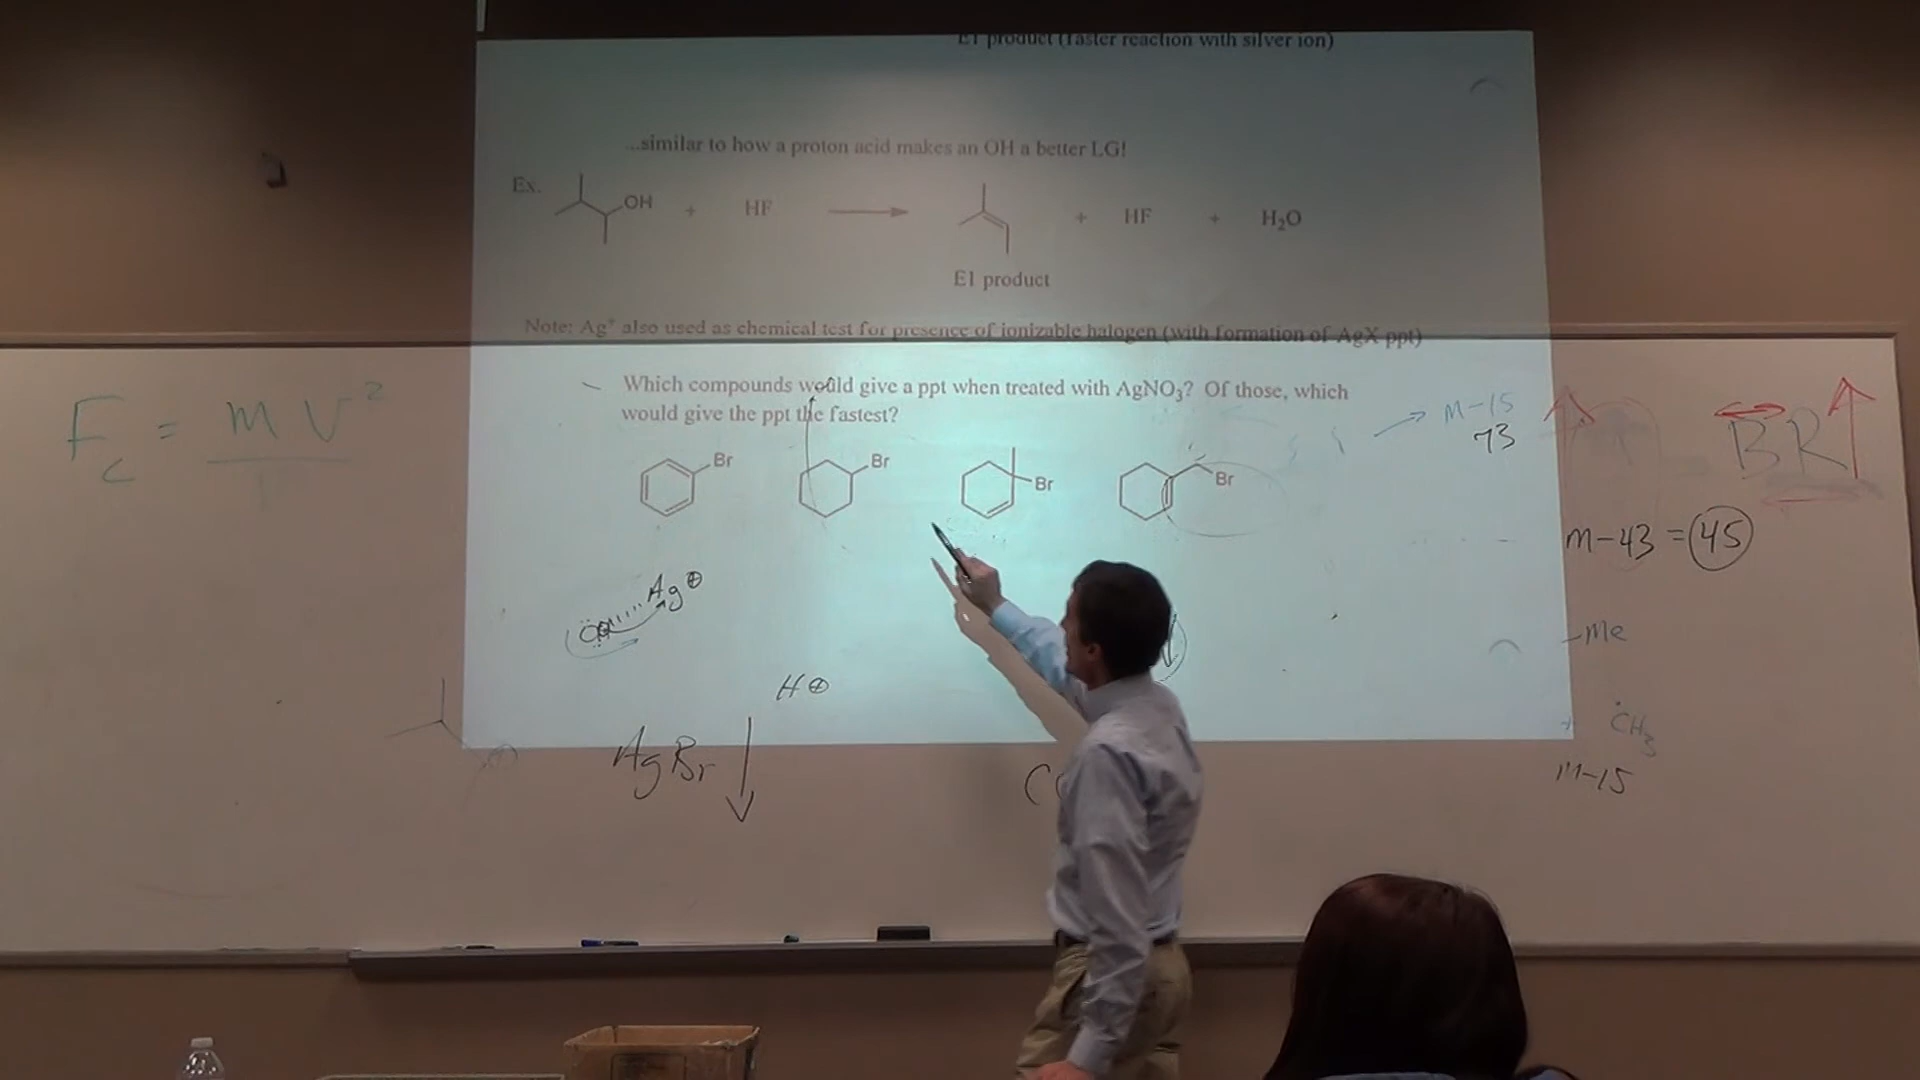 E1 product (faster reaction with silver ion)
...similar to how a proton acid makes an OH a better LG!
Ex. OH + HF + HF + H₂O
E1 product
Note: Ag⁺ also used as chemical test for presence of ionizable halogen (with formation of AgX ppt)
Which compounds would give a ppt when treated with AgNO₃? Of those, which
would give the ppt the fastest?
Br Br Br Br
F_c = mv²
M-15
73
BR
m-43 = 45
Ag⊕
H⊕
-Me
AgBr
+ ĊH₃
m-15